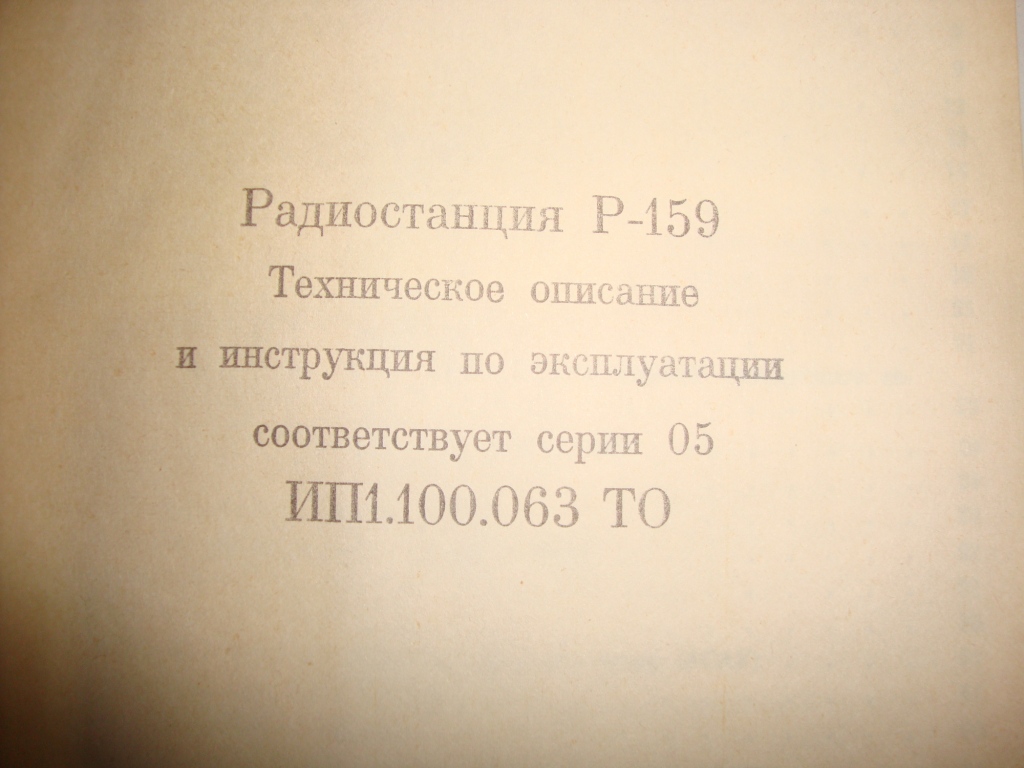 Радиостанция Р-159
Техническое описание
и инструкция по эксплуатации
соответствует серии 05
ИП1.100.063 ТО